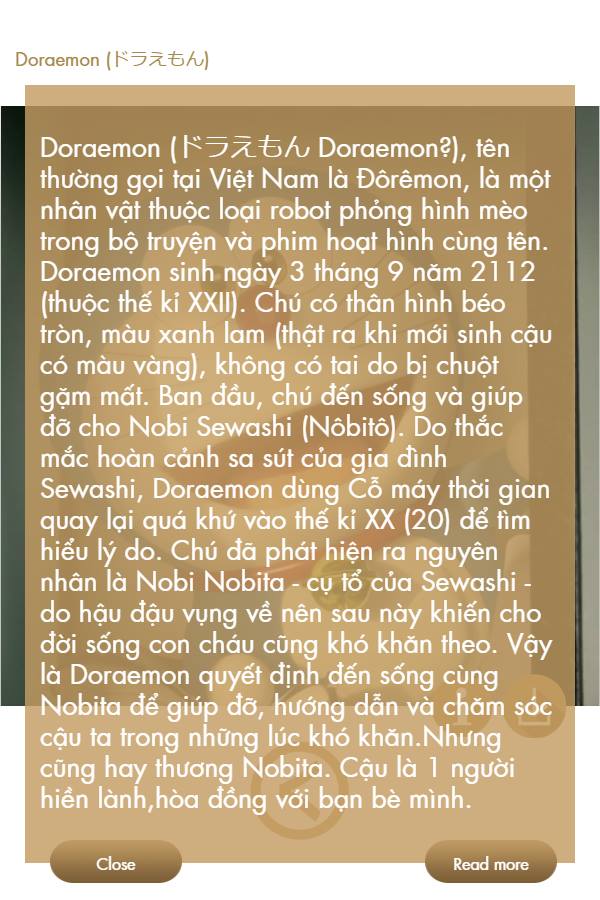 Doraemon (ドラえもん)
Doraemon (ドラえもん Doraemon?), tên
thường gọi tại Việt Nam là Đôrêmon, là một
nhân vật thuộc loại robot phỏng hình mèo
trong bộ truyện và phim hoạt hình cùng tên.
Doraemon sinh ngày 3 tháng 9 năm 2112
(thuộc thế kỉ XXII). Chú có thân hình béo
tròn, màu xanh lam (thật ra khi mới sinh cậu
có màu vàng), không có tai do bị chuột
gặm mất. Ban đầu, chú đến sống và giúp
đỡ cho Nobi Sewashi (Nôbitô). Do thắc
mắc hoàn cảnh sa sút của gia đình
Sewashi, Doraemon dùng Cỗ máy thời gian
quay lại quá khứ vào thế kỉ XX (20) để tìm
hiểu lý do. Chú đã phát hiện ra nguyên
nhân là Nobi Nobita - cụ tổ của Sewashi -
do hậu đậu vụng về nên sau này khiến cho
đời sống con cháu cũng khó khăn theo. Vậy
là Doraemon quyết định đến sống cùng
Nobita để giúp đỡ, hướng dẫn và chăm sóc
cậu ta trong những lúc khó khăn.Nhưng
cũng hay thương Nobita. Cậu là 1 người
hiền lành,hòa đồng với bạn bè mình.
Close
Read more